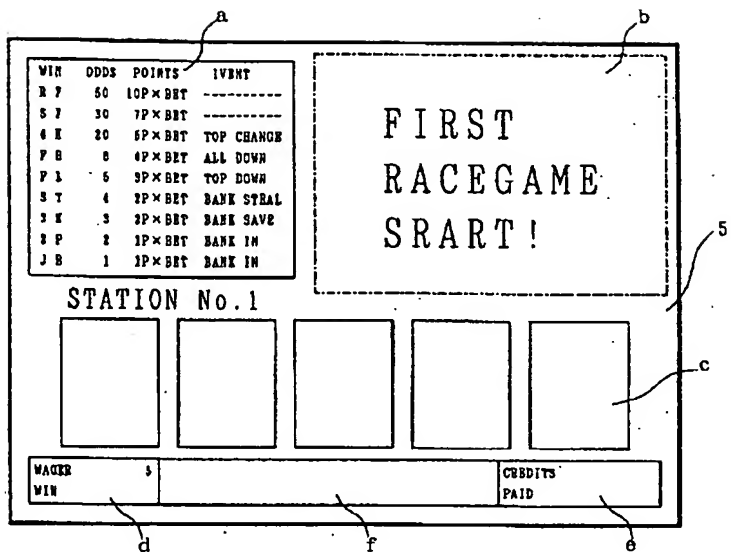 a
b
WIN ODDS POINTS IVENT
R F 50 10P×BET ----------
S F 30 7P×BET ----------
4 K 20 5P×BET TOP CHANGE
F H 8 4P×BET ALL DOWN
F L 5 3P×BET TOP DOWN
S T 4 2P×BET BANK STEAL
3 K 3 2P×BET BANK SAVE
2 P 2 1P×BET BANK IN
J B 1 1P×BET BANK IN
FIRST
RACEGAME
SRART!
5
STATION No.1
c
WAGER 5
WIN
CREDITS
PAID
d
f
e